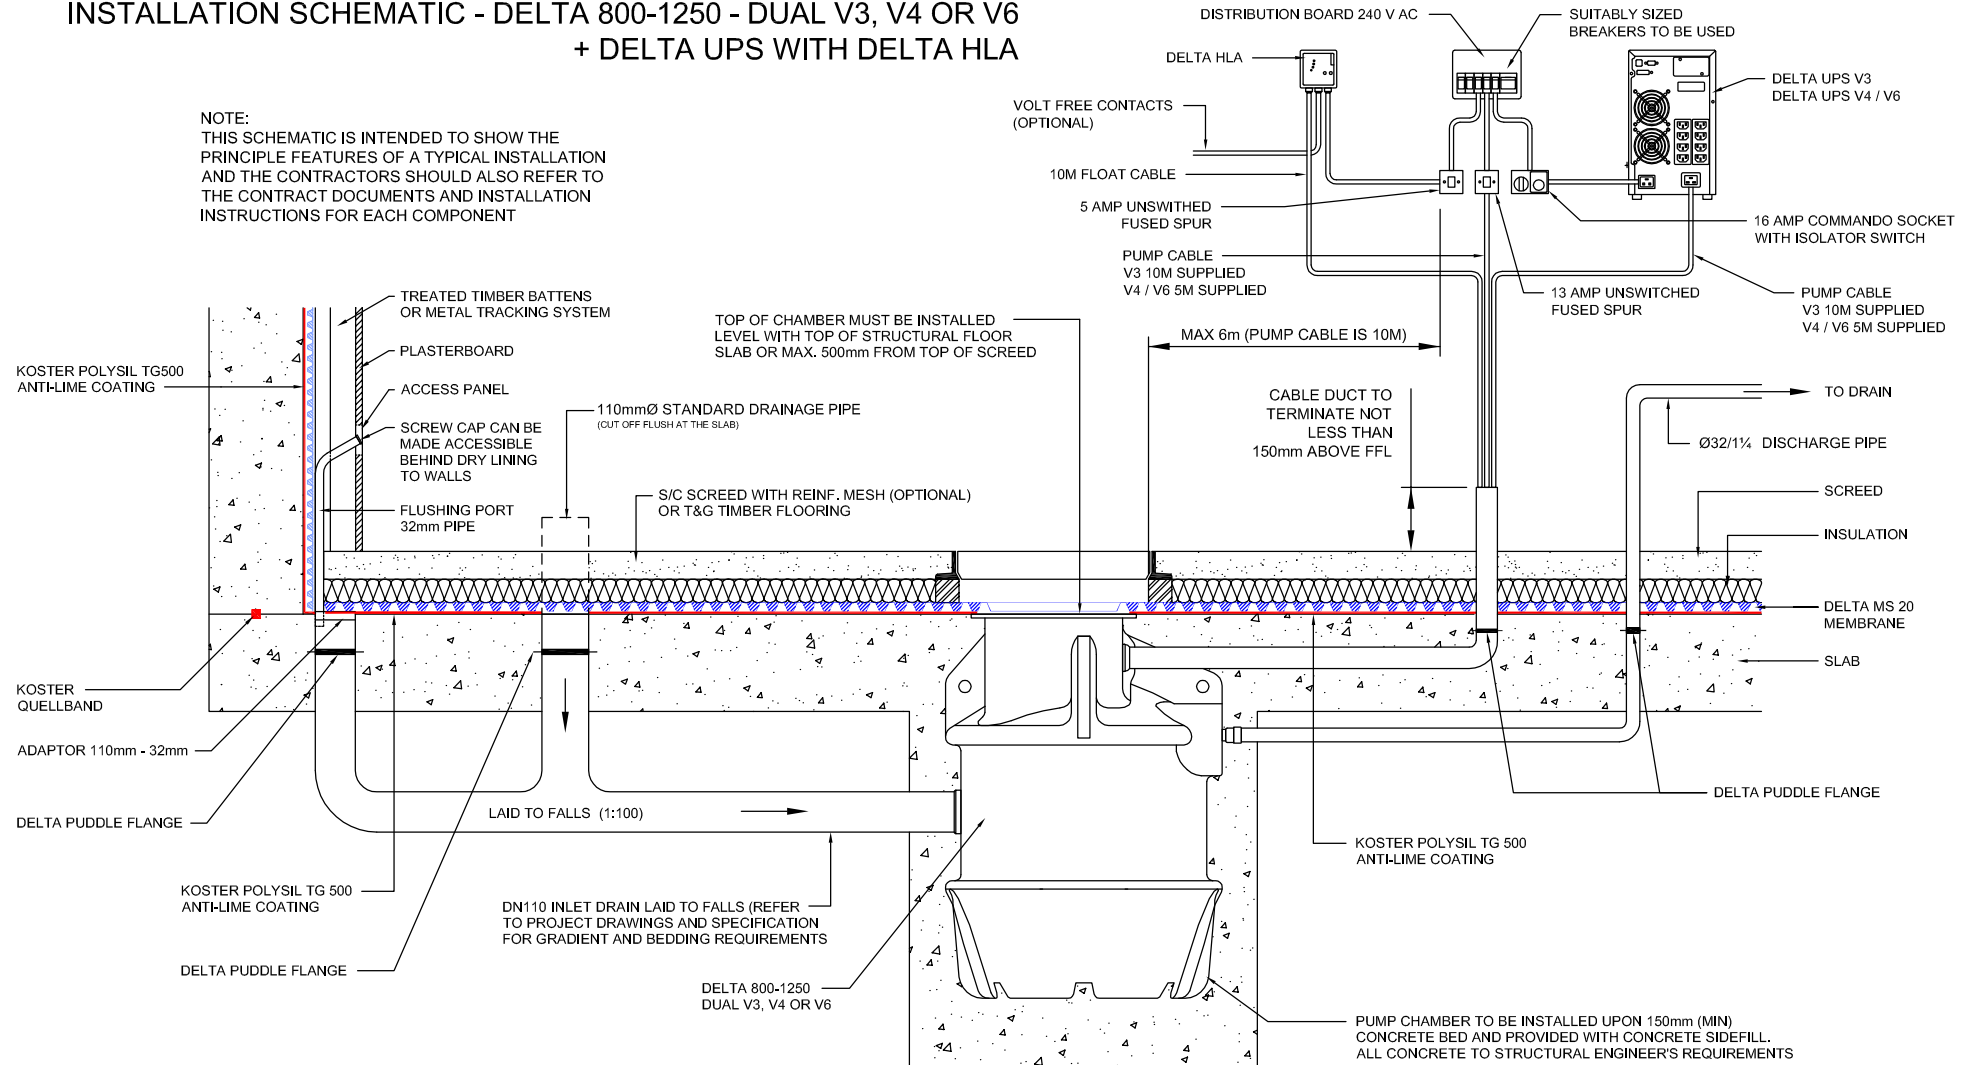 INSTALLATION SCHEMATIC - DELTA 800-1250 - DUAL V3, V4 OR V6
+ DELTA UPS WITH DELTA HLA
NOTE:
THIS SCHEMATIC IS INTENDED TO SHOW THE
PRINCIPLE FEATURES OF A TYPICAL INSTALLATION
AND THE CONTRACTORS SHOULD ALSO REFER TO
THE CONTRACT DOCUMENTS AND INSTALLATION
INSTRUCTIONS FOR EACH COMPONENT
DISTRIBUTION BOARD 240 V AC
SUITABLY SIZED
BREAKERS TO BE USED
DELTA HLA
DELTA UPS V3
DELTA UPS V4 / V6
VOLT FREE CONTACTS
(OPTIONAL)
10M FLOAT CABLE
5 AMP UNSWITHED
FUSED SPUR
16 AMP COMMANDO SOCKET
WITH ISOLATOR SWITCH
PUMP CABLE
V3 10M SUPPLIED
V4 / V6 5M SUPPLIED
13 AMP UNSWITCHED
FUSED SPUR
PUMP CABLE
V3 10M SUPPLIED
V4 / V6 5M SUPPLIED
TREATED TIMBER BATTENS
OR METAL TRACKING SYSTEM
TOP OF CHAMBER MUST BE INSTALLED
LEVEL WITH TOP OF STRUCTURAL FLOOR
SLAB OR MAX. 500mm FROM TOP OF SCREED
MAX 6m (PUMP CABLE IS 10M)
PLASTERBOARD
KOSTER POLYSIL TG500
ANTI-LIME COATING
ACCESS PANEL
110mmØ STANDARD DRAINAGE PIPE
(CUT OFF FLUSH AT THE SLAB)
CABLE DUCT TO
TERMINATE NOT
LESS THAN
150mm ABOVE FFL
TO DRAIN
SCREW CAP CAN BE
MADE ACCESSIBLE
BEHIND DRY LINING
TO WALLS
Ø32/1¼ DISCHARGE PIPE
S/C SCREED WITH REINF. MESH (OPTIONAL)
OR T&G TIMBER FLOORING
SCREED
FLUSHING PORT
32mm PIPE
INSULATION
DELTA MS 20
MEMBRANE
SLAB
KOSTER
QUELLBAND
ADAPTOR 110mm - 32mm
DELTA PUDDLE FLANGE
LAID TO FALLS (1:100)
DELTA PUDDLE FLANGE
KOSTER POLYSIL TG 500
ANTI-LIME COATING
KOSTER POLYSIL TG 500
ANTI-LIME COATING
DN110 INLET DRAIN LAID TO FALLS (REFER
TO PROJECT DRAWINGS AND SPECIFICATION
FOR GRADIENT AND BEDDING REQUIREMENTS
DELTA PUDDLE FLANGE
DELTA 800-1250
DUAL V3, V4 OR V6
PUMP CHAMBER TO BE INSTALLED UPON 150mm (MIN)
CONCRETE BED AND PROVIDED WITH CONCRETE SIDEFILL.
ALL CONCRETE TO STRUCTURAL ENGINEER'S REQUIREMENTS